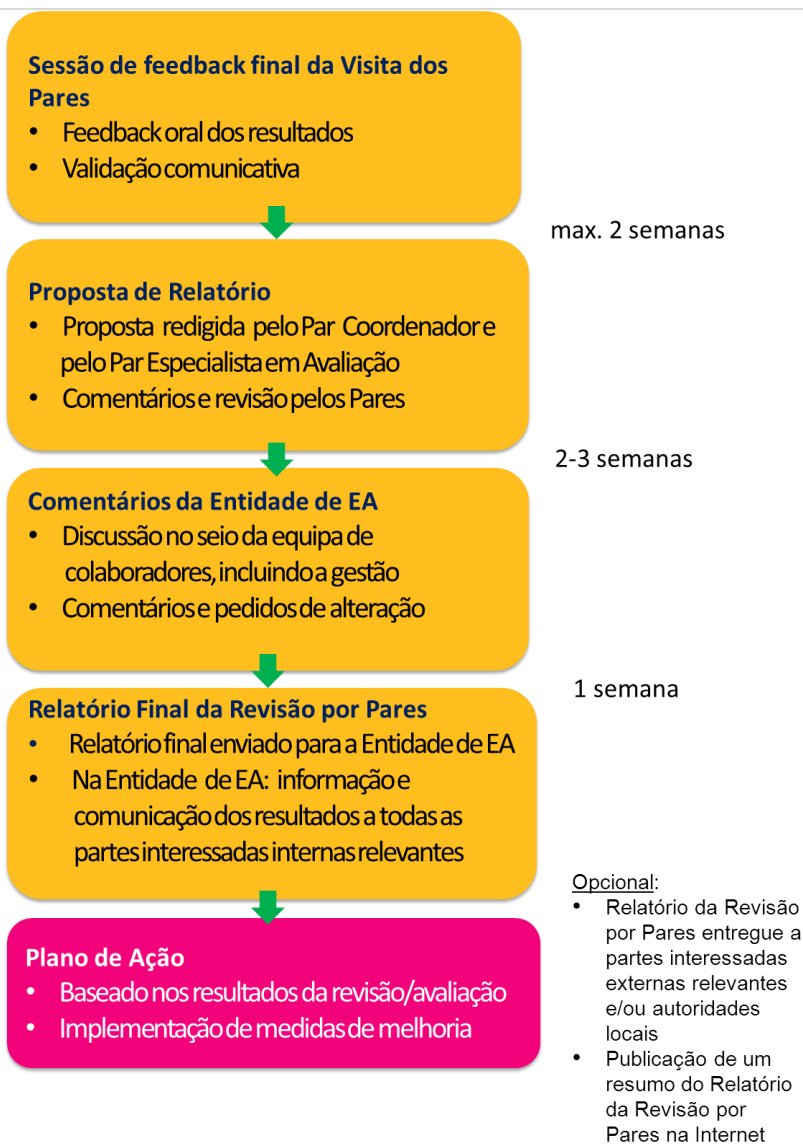 Sessão de feedback final da Visita dos
Pares
• Feedback oral dos resultados
• Validação comunicativa
max. 2 semanas
Proposta de Relatório
• Proposta redigida pelo Par Coordenador e
pelo Par Especialista em Avaliação
• Comentários e revisão pelos Pares
2-3 semanas
Comentários da Entidade de EA
• Discussão no seio da equipa de
colaboradores, incluindo a gestão
• Comentários e pedidos de alteração
1 semana
Relatório Final da Revisão por Pares
• Relatório final enviado para a Entidade de EA
• Na Entidade de EA: informação e
comunicação dos resultados a todas as
partes interessadas internas relevantes
Plano de Ação
• Baseado nos resultados da revisão/avaliação
• Implementação de medidas de melhoria
Opcional:
• Relatório da Revisão
por Pares entregue a
partes interessadas
externas relevantes
e/ou autoridades
locais
• Publicação de um
resumo do Relatório
da Revisão por
Pares na Internet